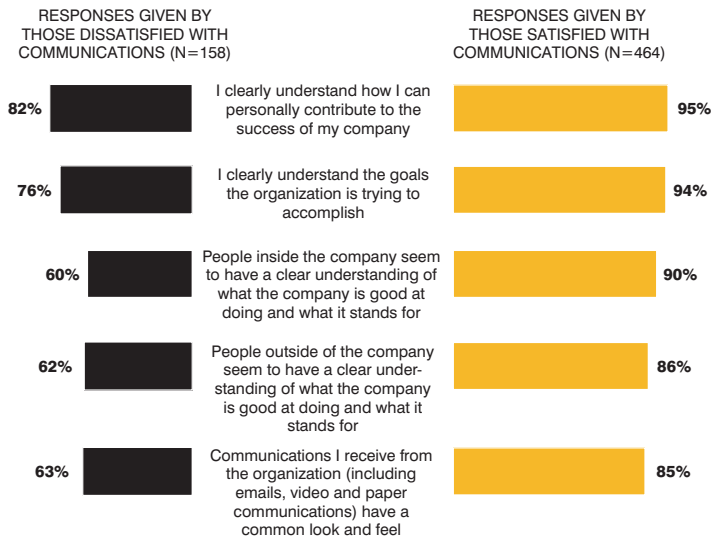 RESPONSES GIVEN BY
THOSE DISSATISFIED WITH
COMMUNICATIONS (N=158)
RESPONSES GIVEN BY
THOSE SATISFIED WITH
COMMUNICATIONS (N=464)
82%
I clearly understand how I can
personally contribute to the
success of my company
95%
76%
I clearly understand the goals
the organization is trying to
accomplish
94%
60%
People inside the company seem
to have a clear understanding of
what the company is good at
doing and what it stands for
90%
62%
People outside of the company
seem to have a clear under-
standing of what the company
is good at doing and what it
stands for
86%
63%
Communications I receive from
the organization (including
emails, video and paper
communications) have a
common look and feel
85%